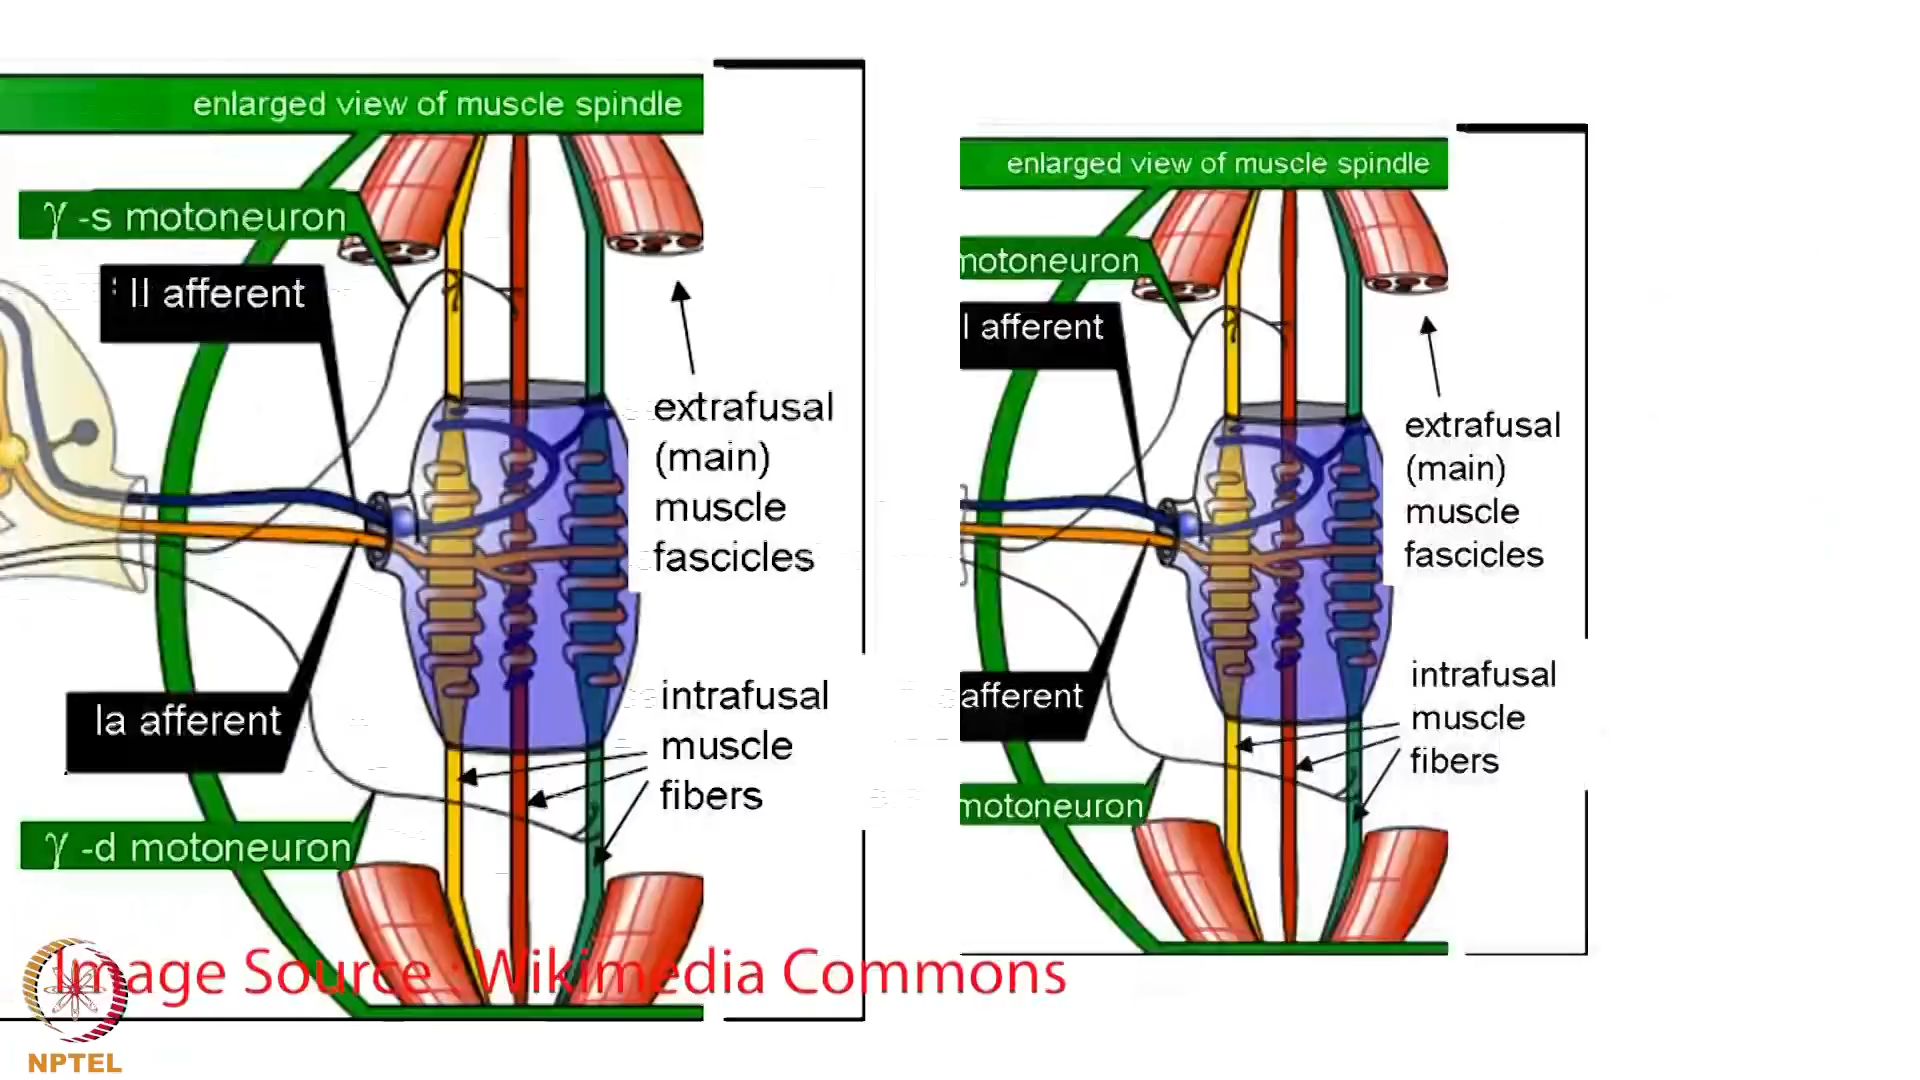 enlarged view of muscle spindle
γ -s motoneuron
II afferent
extrafusal
(main)
muscle
fascicles
Ia afferent
intrafusal
muscle
fibers
γ -d motoneuron
enlarged view of muscle spindle
motoneuron
I afferent
extrafusal
(main)
muscle
fascicles
afferent
intrafusal
muscle
fibers
motoneuron
Image Source : Wikimedia Commons
NPTEL